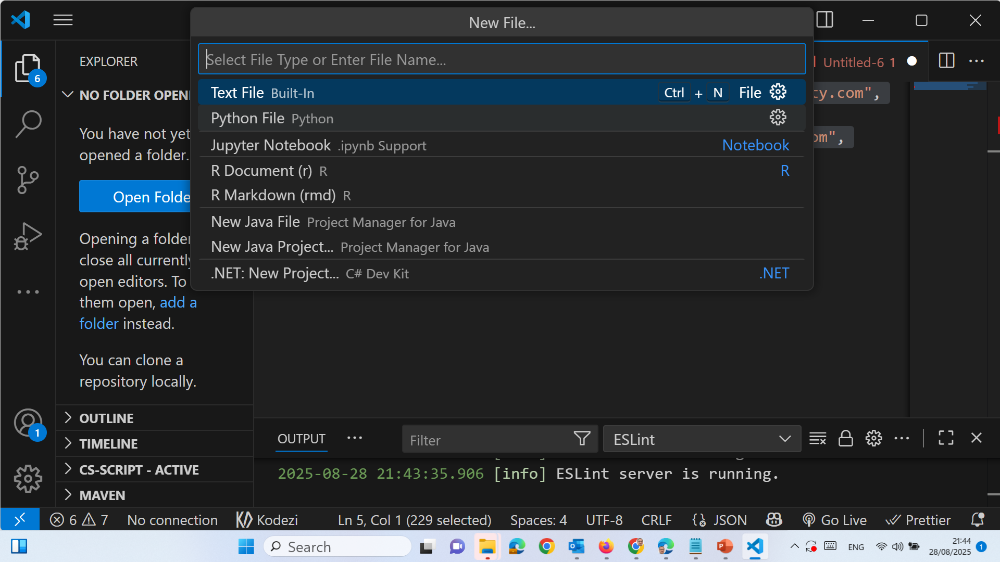 New File...
Select File Type or Enter File Name...
Text File Built-In Ctrl + N File
Python File Python
Jupyter Notebook .ipynb Support Notebook
R Document (r) R R
R Markdown (rmd) R
New Java File Project Manager for Java
New Java Project... Project Manager for Java
.NET: New Project... C# Dev Kit .NET
Untitled-6 1
ty.com",
om",
EXPLORER
6
NO FOLDER OPEN
You have not yet
opened a folder.
Open Folde
Opening a folder
close all currently
open editors. To
them open, add a
folder instead.
You can clone a
repository locally.
1
OUTLINE
TIMELINE
CS-SCRIPT - ACTIVE
MAVEN
OUTPUT
Filter
ESLint
2025-08-28 21:43:35.906 [info] ESLint server is running.
6 7 No connection Kodezi Ln 5, Col 1 (229 selected) Spaces: 4 UTF-8 CRLF JSON Go Live Prettier
Search
ENG
21:44
28/08/2025
1